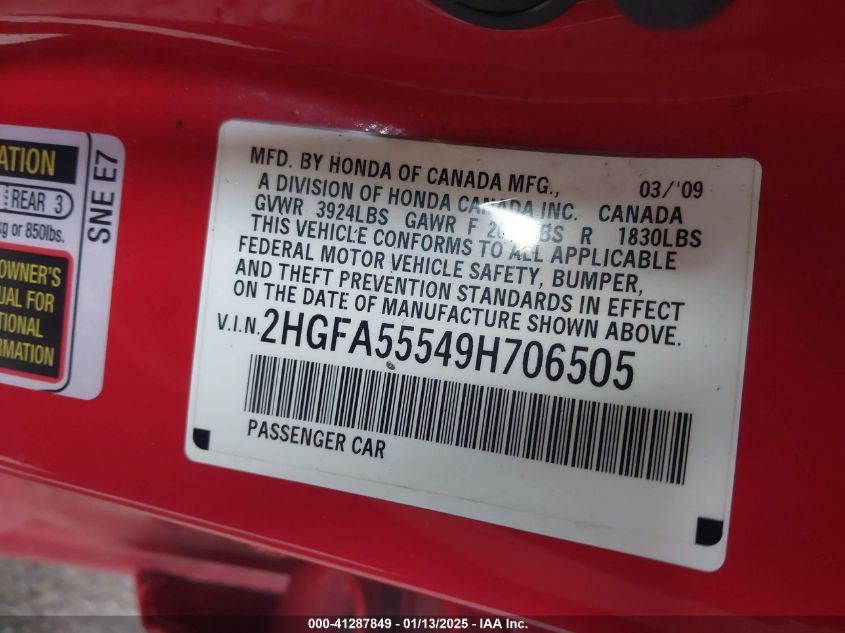 ATION
REAR 3
kg or 850lbs.
OWNER'S
UAL FOR
TIONAL
RMATION
SNE E7
MFD. BY HONDA OF CANADA MFG., 03/'09
A DIVISION OF HONDA CANADA INC. CANADA
GVWR 3924LBS GAWR F LBS R 1830LBS
THIS VEHICLE CONFORMS TO ALL APPLICABLE
FEDERAL MOTOR VEHICLE SAFETY, BUMPER,
AND THEFT PREVENTION STANDARDS IN EFFECT
ON THE DATE OF MANUFACTURE SHOWN ABOVE.
V.I.N. 2HGFA55549H706505
PASSENGER CAR
000-41287849 - 01/13/2025 - IAA Inc.